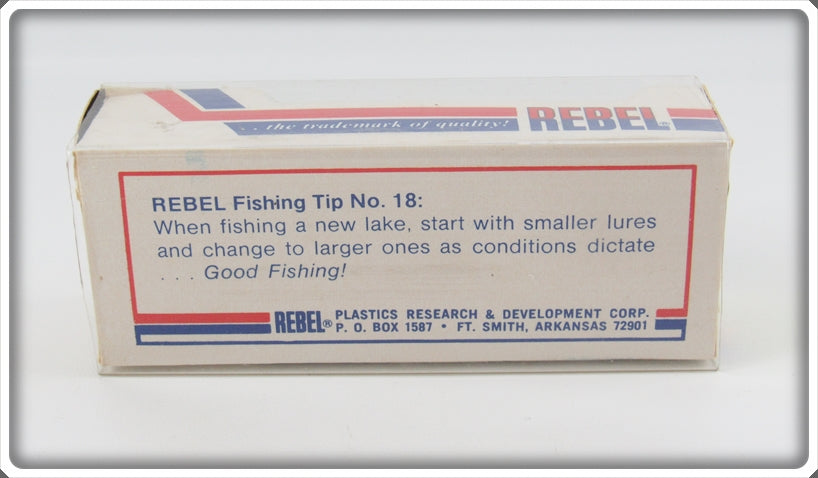 . . the trademark of quality! REBEL®
REBEL Fishing Tip No. 18:
When fishing a new lake, start with smaller lures
and change to larger ones as conditions dictate
. . . Good Fishing!
REBEL® PLASTICS RESEARCH & DEVELOPMENT CORP.
P. O. BOX 1587 • FT. SMITH, ARKANSAS 72901